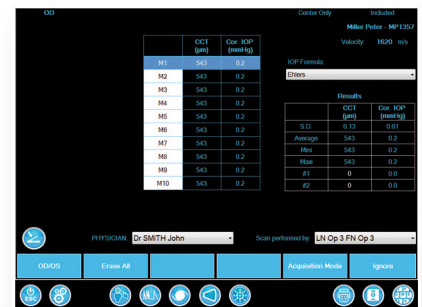 OD Center Only Included
Miller Peter - MP1357
Velocity 1620 m/s
CCT (µm) Cor. IOP (mmHg)
M1 543 0.2
M2 543 0.2
M3 543 0.2
M4 543 0.2
M5 543 0.2
M6 543 0.2
M7 543 0.2
M8 543 0.2
M9 543 0.2
M10 543 0.2
IOP Formula
Ehlers
Results
CCT (µm) Cor. IOP (mmHg)
S.D. 0.13 0.01
Average 543 0.2
Mini 543 0.2
Maxi 543 0.2
#1 0 0.0
#2 0 0.0
PHYSICIAN Dr SMITH John Scan performed by LN Op 3 FN Op 3
OD/OS Erase All Acquisition Mode Ignore
ESC